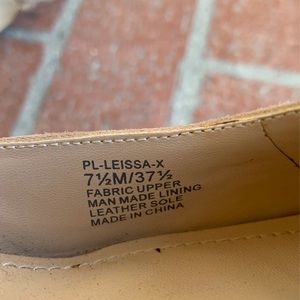 PL-LEISSA-X
7½M/37½
FABRIC UPPER
MAN MADE LINING
LEATHER SOLE
MADE IN CHINA